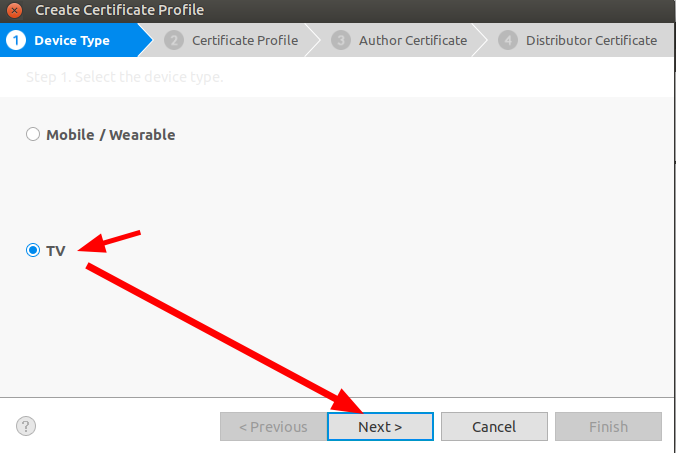 Create Certificate Profile
1 Device Type 2 Certificate Profile 3 Author Certificate 4 Distributor Certificate
Step 1. Select the device type.
Mobile / Wearable
TV
? < Previous Next > Cancel Finish